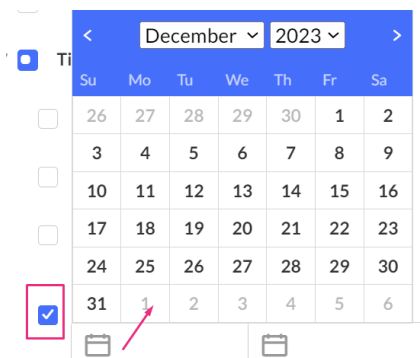 < December 2023 >
Ti
Su Mo Tu We Th Fr Sa
26 27 28 29 30 1 2
3 4 5 6 7 8 9
10 11 12 13 14 15 16
17 18 19 20 21 22 23
24 25 26 27 28 29 30
31 1 2 3 4 5 6